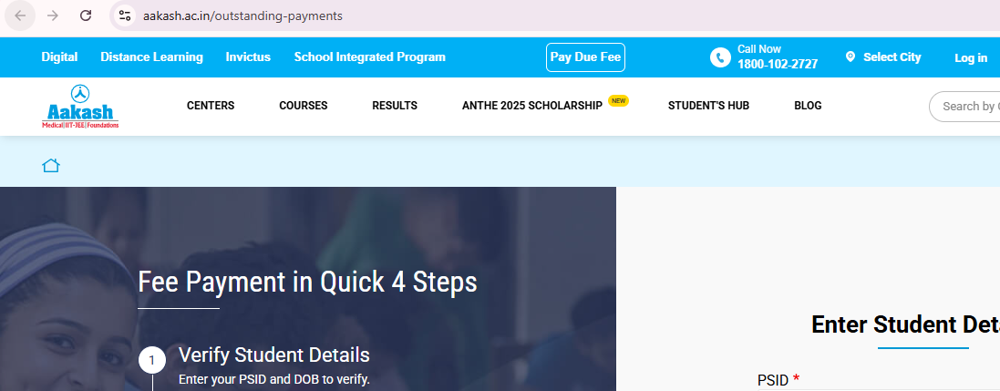 aakash.ac.in/outstanding-payments
Digital Distance Learning Invictus School Integrated Program Pay Due Fee Call Now 1800-102-2727 Select City Log in
Aakash
Medical|IIT-JEE|Foundations
CENTERS COURSES RESULTS ANTHE 2025 SCHOLARSHIP NEW STUDENT'S HUB BLOG Search by
Fee Payment in Quick 4 Steps
1 Verify Student Details
Enter your PSID and DOB to verify.
Enter Student
PSID *